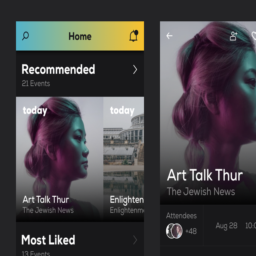 Home
Recommended
21 Events
today
today
Art Talk Thur
The Jewish News
Enlighten
Enlightenme
Most Liked
13 Events
Art Talk Thur
The Jewish News
Attendees
+48
Aug 28
10:0